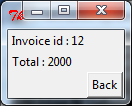 Invoice id : 12
Total : 2000
Back